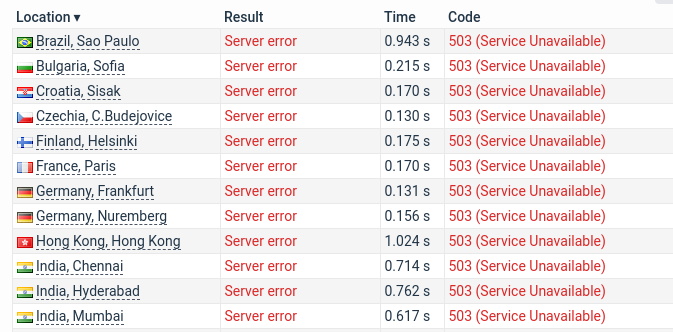 Location ▾ Result Time Code
Brazil, Sao Paulo Server error 0.943 s 503 (Service Unavailable)
Bulgaria, Sofia Server error 0.215 s 503 (Service Unavailable)
Croatia, Sisak Server error 0.170 s 503 (Service Unavailable)
Czechia, C.Budejovice Server error 0.130 s 503 (Service Unavailable)
Finland, Helsinki Server error 0.175 s 503 (Service Unavailable)
France, Paris Server error 0.170 s 503 (Service Unavailable)
Germany, Frankfurt Server error 0.131 s 503 (Service Unavailable)
Germany, Nuremberg Server error 0.156 s 503 (Service Unavailable)
Hong Kong, Hong Kong Server error 1.024 s 503 (Service Unavailable)
India, Chennai Server error 0.714 s 503 (Service Unavailable)
India, Hyderabad Server error 0.762 s 503 (Service Unavailable)
India, Mumbai Server error 0.617 s 503 (Service Unavailable)